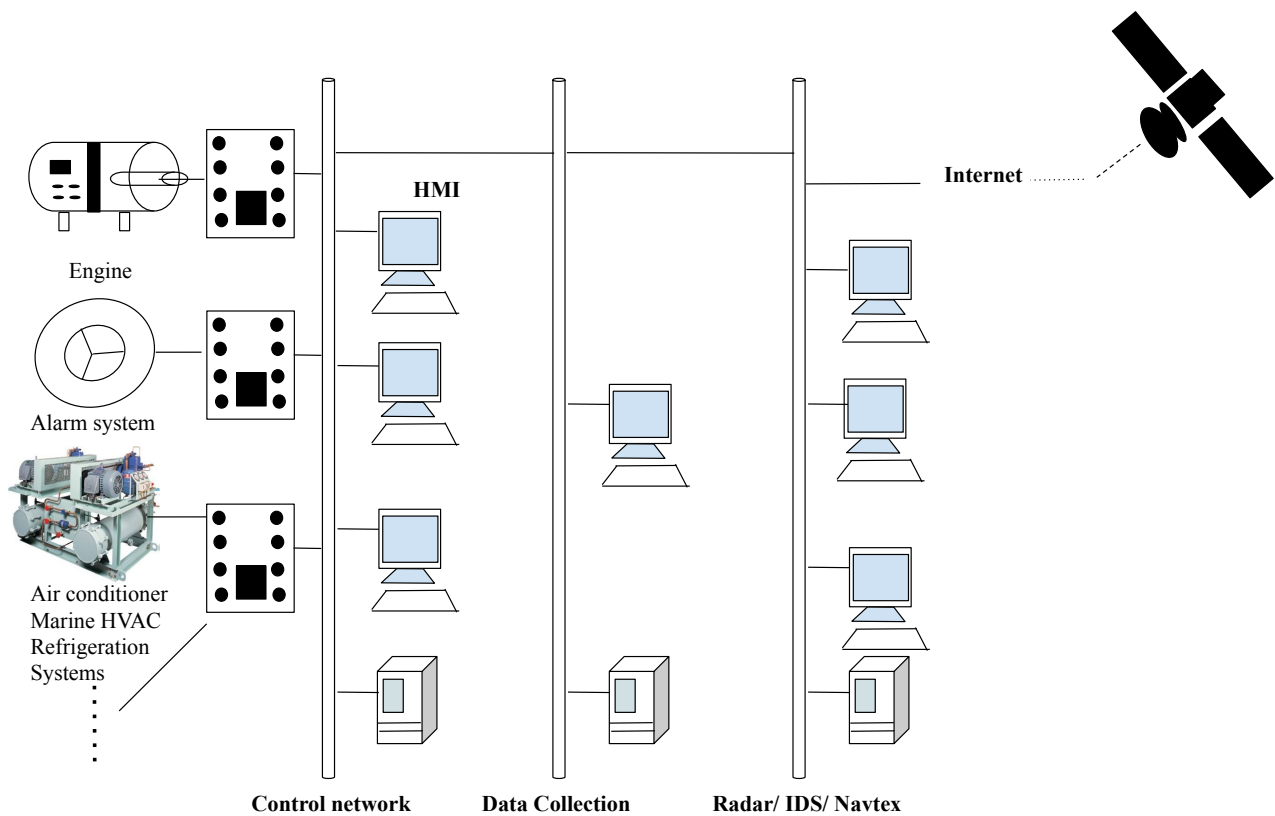 Internet
HMI
Engine
Alarm system
Air conditioner
Marine HVAC
Refrigeration
Systems
Control network
Data Collection
Radar/ IDS/ Navtex